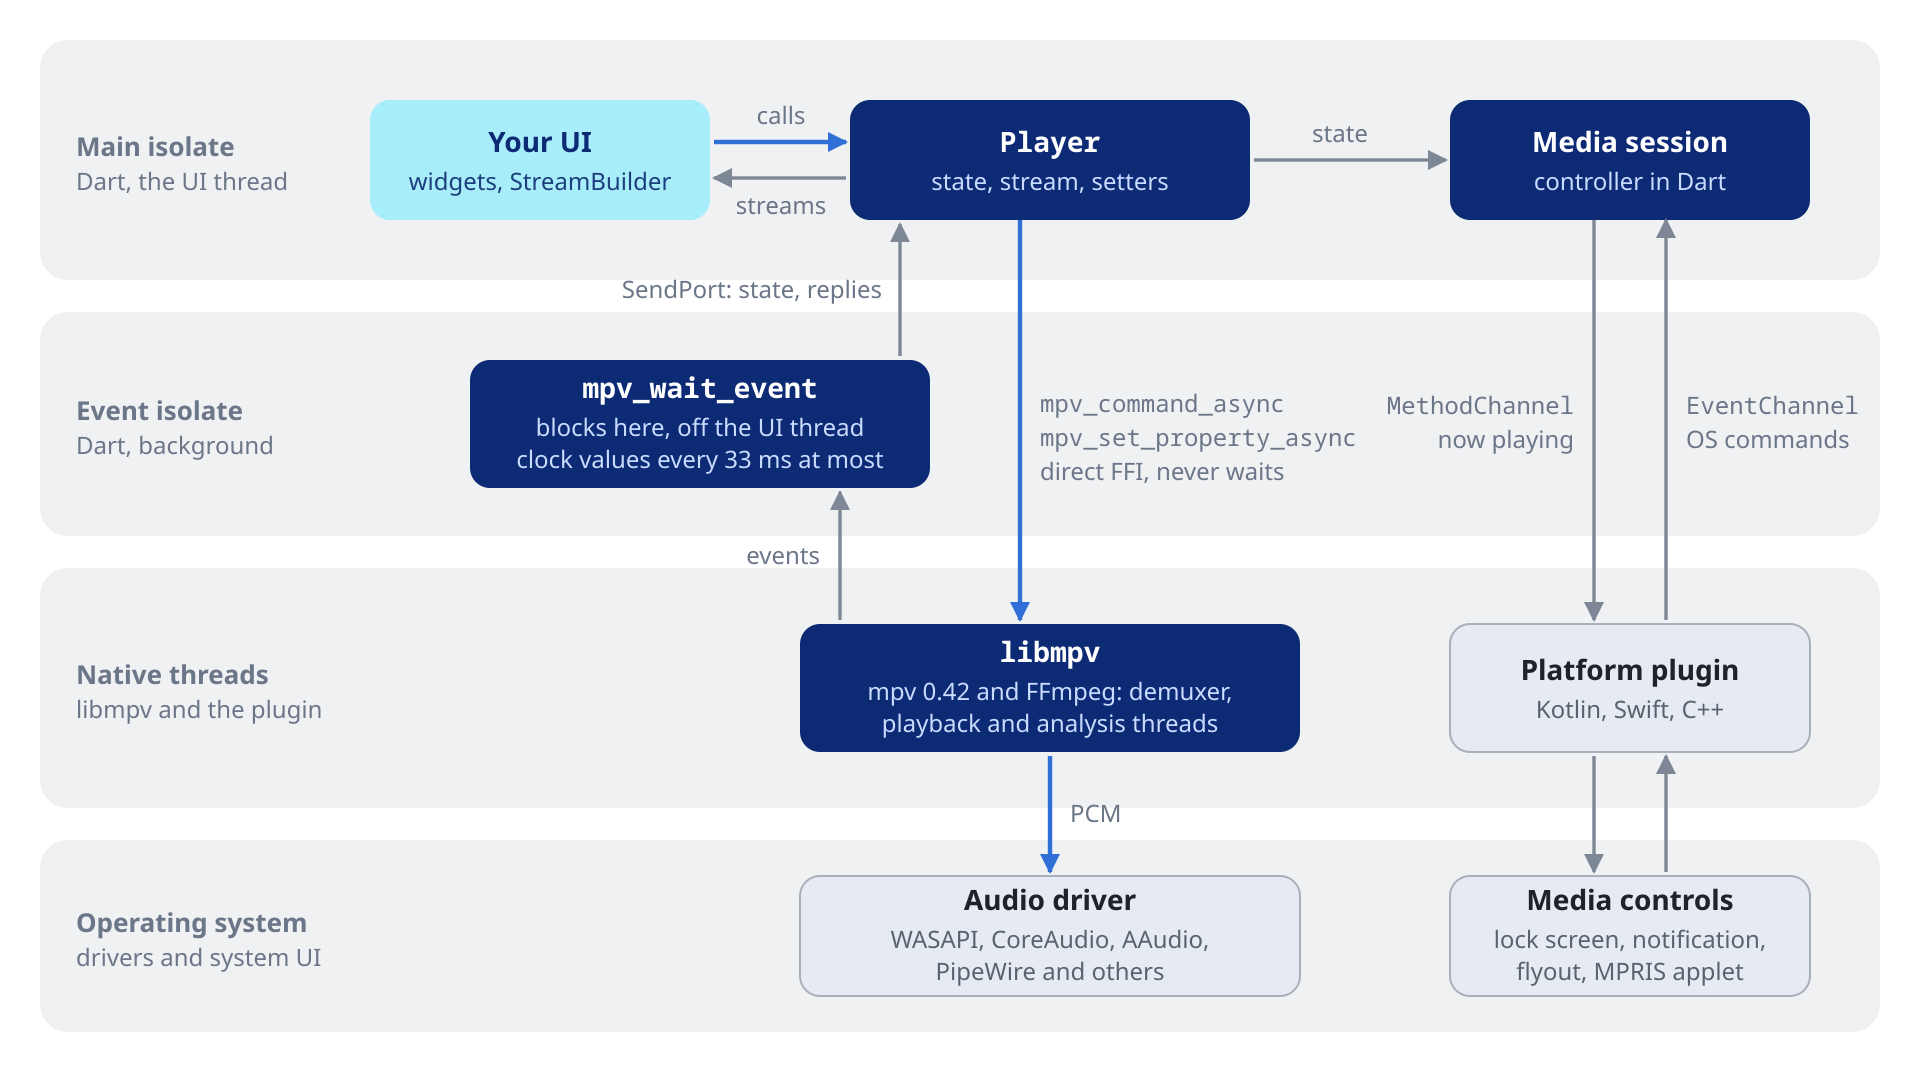 Main isolate
Dart, the UI thread
Your UI
widgets, StreamBuilder
calls
streams
Player
state, stream, setters
state
Media session
controller in Dart
SendPort: state, replies
Event isolate
Dart, background
mpv_wait_event
blocks here, off the UI thread
clock values every 33 ms at most
mpv_command_async
mpv_set_property_async
direct FFI, never waits
MethodChannel
now playing
EventChannel
OS commands
events
Native threads
libmpv and the plugin
libmpv
mpv 0.42 and FFmpeg: demuxer,
playback and analysis threads
Platform plugin
Kotlin, Swift, C++
PCM
Operating system
drivers and system UI
Audio driver
WASAPI, CoreAudio, AAudio,
PipeWire and others
Media controls
lock screen, notification,
flyout, MPRIS applet